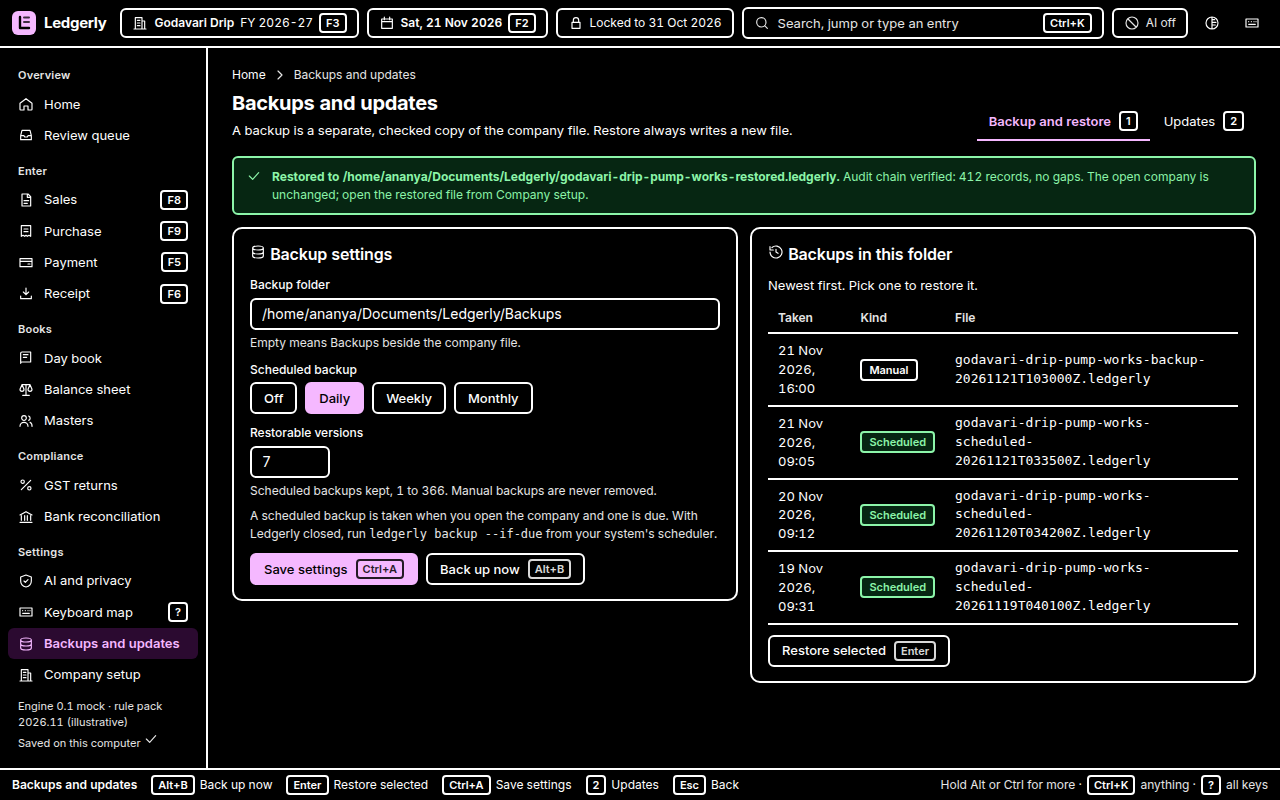 Ledgerly
Godavari Drip FY 2026-27 F3
Sat, 21 Nov 2026 F2
Locked to 31 Oct 2026
Search, jump or type an entry Ctrl+K
AI off
Overview
Home
Review queue
Enter
Sales F8
Purchase F9
Payment F5
Receipt F6
Books
Day book
Balance sheet
Masters
Compliance
GST returns
Bank reconciliation
Settings
AI and privacy
Keyboard map ?
Backups and updates
Company setup
Engine 0.1 mock · rule pack
2026.11 (illustrative)
Saved on this computer
Home > Backups and updates
Backups and updates
A backup is a separate, checked copy of the company file. Restore always writes a new file.
Backup and restore 1
Updates 2
Restored to /home/ananya/Documents/Ledgerly/godavari-drip-pump-works-restored.ledgerly. Audit chain verified: 412 records, no gaps. The open company is
unchanged; open the restored file from Company setup.
Backup settings
Backup folder
/home/ananya/Documents/Ledgerly/Backups
Empty means Backups beside the company file.
Scheduled backup
Off Daily Weekly Monthly
Restorable versions
7
Scheduled backups kept, 1 to 366. Manual backups are never removed.
A scheduled backup is taken when you open the company and one is due. With
Ledgerly closed, run ledgerly backup --if-due from your system's scheduler.
Save settings Ctrl+A
Back up now Alt+B
Backups in this folder
Newest first. Pick one to restore it.
Taken Kind File
21 Nov
2026,
16:00
Manual
godavari-drip-pump-works-backup-
20261121T103000Z.ledgerly
21 Nov
2026,
09:05
Scheduled
godavari-drip-pump-works-
scheduled-
20261121T033500Z.ledgerly
20 Nov
2026,
09:12
Scheduled
godavari-drip-pump-works-
scheduled-
20261120T034200Z.ledgerly
19 Nov
2026,
09:31
Scheduled
godavari-drip-pump-works-
scheduled-
20261119T040100Z.ledgerly
Restore selected Enter
Backups and updates Alt+B Back up now Enter Restore selected Ctrl+A Save settings 2 Updates Esc Back
Hold Alt or Ctrl for more · Ctrl+K anything · ? all keys